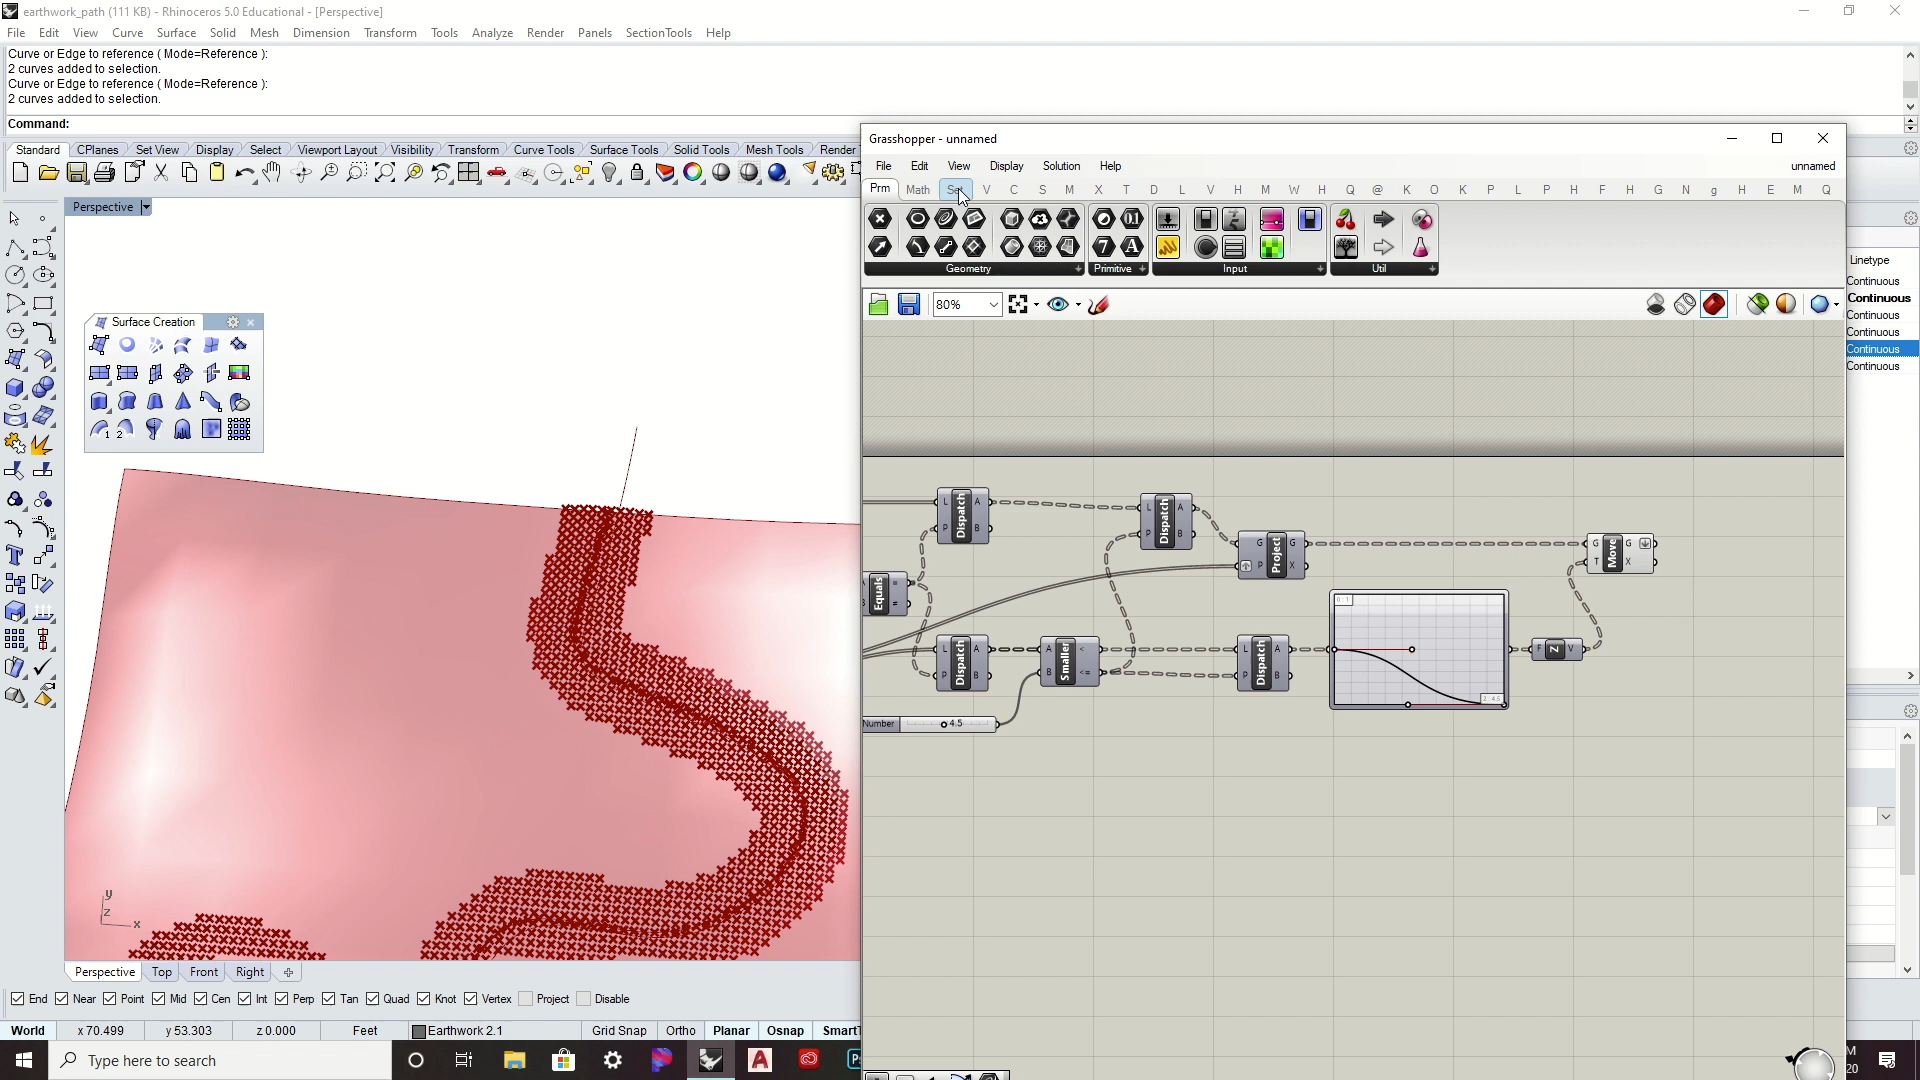 earthwork_path (111 KB) - Rhinoceros 5.0 Educational - [Perspective]
File Edit View Curve Surface Solid Mesh Dimension Transform Tools Analyze Render Panels SectionTools Help
Curve or Edge to reference ( Mode=Reference ):
2 curves added to selection.
Curve or Edge to reference ( Mode=Reference ):
2 curves added to selection.
Command:
Standard CPlanes Set View Display Select Viewport Layout Visibility Transform Curve Tools Surface Tools Solid Tools Mesh Tools Render
Perspective
Surface Creation
1 2
y
z
x
Perspective Top Front Right
End Near Point Mid Cen Int Perp Tan Quad Knot Vertex Project Disable
World x 70.499 y 53.303 z 0.000 Feet Earthwork 2.1 Grid Snap Ortho Planar Osnap SmartT
Type here to search
Grasshopper - unnamed
File Edit View Display Solution Help unnamed
Prm Math Set V C S M X T D L V H M W H Q @ K O K P L P H F H G N g H E M Q
Geometry Primitive Input Util
80%
L P Dispatch A B
L P Dispatch A B
G P Project G X
G T Move G X
Equals = ≠
L P Dispatch A B
A B Smaller < <=
L P Dispatch A B
0 : 1
F Z V
Number 4.5
Linetype
Continuous
Continuous
Continuous
Continuous
Continuous
Continuous
M
20